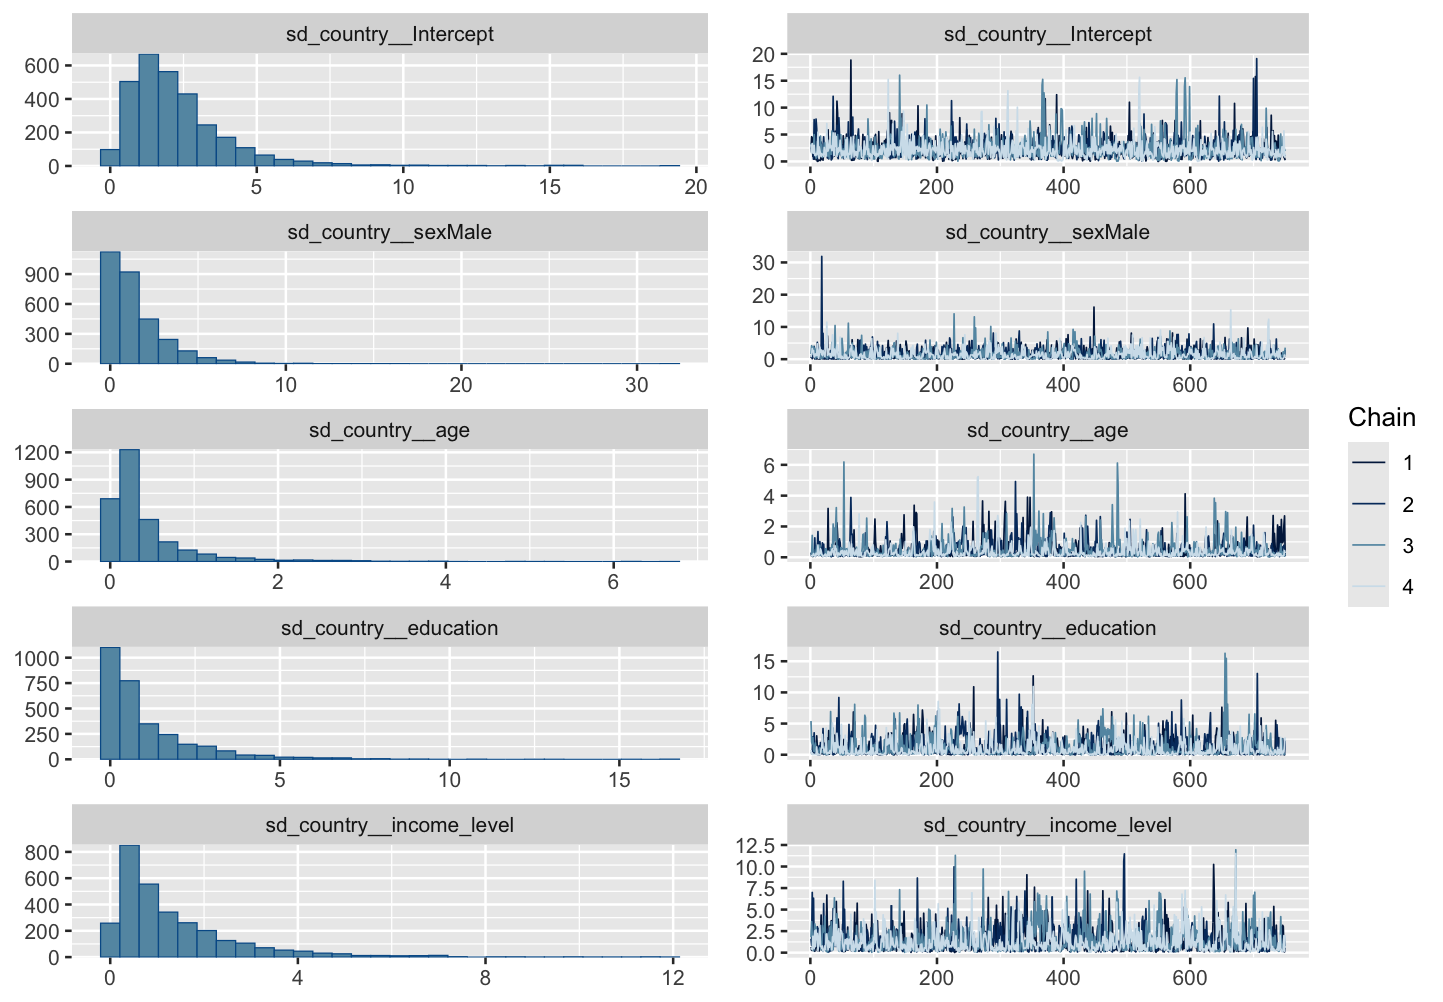 sd_country__Intercept
600
400
200
0
0 5 10 15 20
sd_country__Intercept
20
15
10
5
0
0 200 400 600
sd_country__sexMale
900
600
300
0
0 10 20 30
sd_country__sexMale
30
20
10
0
0 200 400 600
sd_country__age
1200
900
600
300
0
0 2 4 6
sd_country__age
6
4
2
0
0 200 400 600
sd_country__education
1000
750
500
250
0
0 5 10 15
sd_country__education
15
10
5
0
0 200 400 600
sd_country__income_level
800
600
400
200
0
0 4 8 12
sd_country__income_level
12.5
10.0
7.5
5.0
2.5
0.0
0 200 400 600
Chain
1
2
3
4